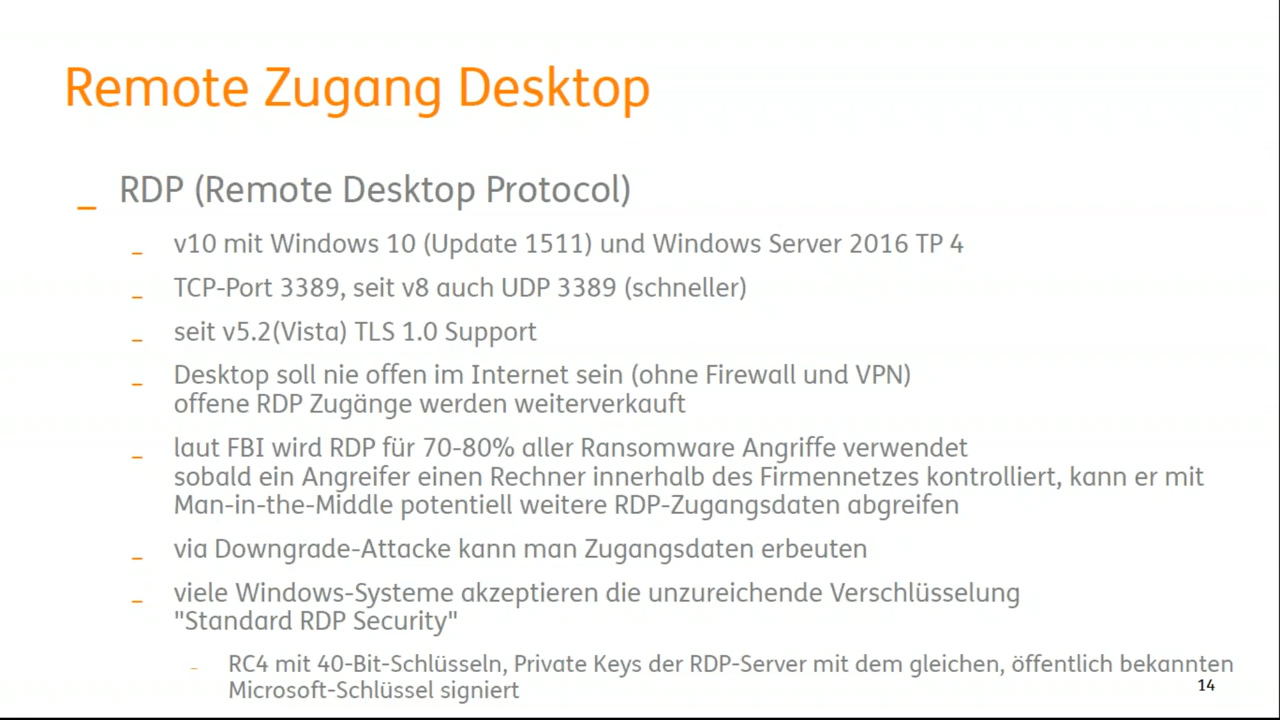 Remote Zugang Desktop
_ RDP (Remote Desktop Protocol)
_ v10 mit Windows 10 (Update 1511) und Windows Server 2016 TP 4
_ TCP-Port 3389, seit v8 auch UDP 3389 (schneller)
_ seit v5.2(Vista) TLS 1.0 Support
_ Desktop soll nie offen im Internet sein (ohne Firewall und VPN)
offene RDP Zugänge werden weiterverkauft
_ laut FBI wird RDP für 70-80% aller Ransomware Angriffe verwendet
sobald ein Angreifer einen Rechner innerhalb des Firmennetzes kontrolliert, kann er mit
Man-in-the-Middle potentiell weitere RDP-Zugangsdaten abgreifen
_ via Downgrade-Attacke kann man Zugangsdaten erbeuten
_ viele Windows-Systeme akzeptieren die unzureichende Verschlüsselung
"Standard RDP Security"
_ RC4 mit 40-Bit-Schlüsseln, Private Keys der RDP-Server mit dem gleichen, öffentlich bekannten
Microsoft-Schlüssel signiert
14